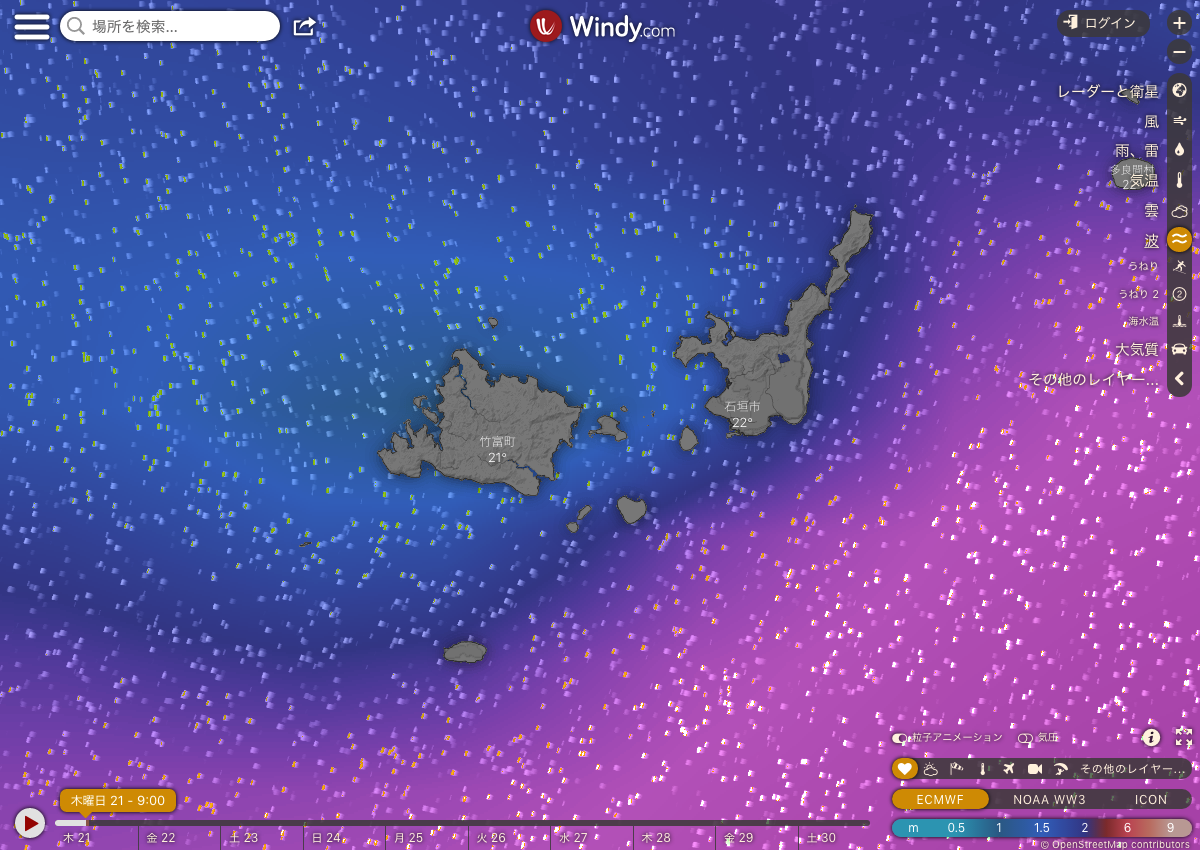 場所を検索...
Windy.com
ログイン
レーダーと衛星
風
雨、雷
多良間村
22°
気温
雲
波
うねり
うねり 2
海水温
大気質
その他のレイヤー...
石垣市
22°
竹富町
21°
粒子アニメーション
気圧
その他のレイヤー...
ECMWF NOAA WW3 ICON
m 0.5 1 1.5 2 6 9
© OpenStreetMap contributors
木曜日 21 - 9:00
木 21 金 22 土 23 日 24 月 25 火 26 水 27 木 28 金 29 土 30